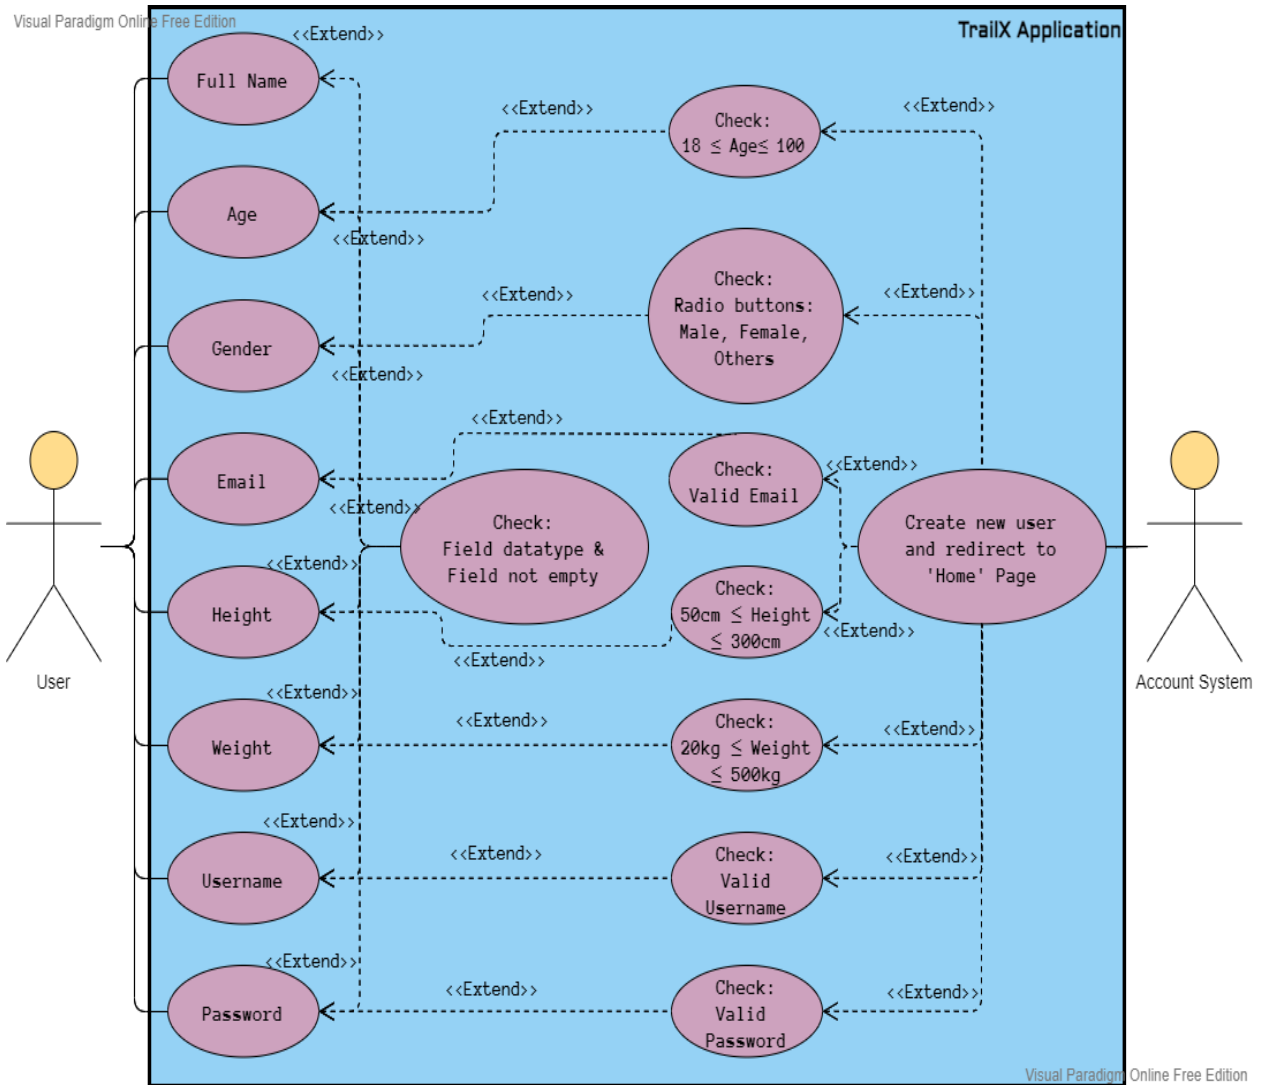 Visual Paradigm Online Free Edition
TrailX Application
<<Extend>>
Full Name
<<Extend>>
<<Extend>>
Check:
18 ≤ Age≤ 100
Age
<<Extend>>
Check:
Radio buttons:
Male, Female,
Others
<<Extend>>
<<Extend>>
Gender
<<Extend>>
<<Extend>>
Check:
Valid Email
<<Extend>>
Email
<<Extend>>
Check:
Field datatype &
Field not empty
Create new user
and redirect to
'Home' Page
<<Extend>>
Check:
50cm ≤ Height
≤ 300cm
Height
<<Extend>>
<<Extend>>
User
Account System
<<Extend>>
<<Extend>>
Check:
20kg ≤ Weight
≤ 500kg
<<Extend>>
Weight
<<Extend>>
<<Extend>>
Check:
Valid
Username
<<Extend>>
Username
<<Extend>>
<<Extend>>
Check:
Valid
Password
<<Extend>>
Password
Visual Paradigm Online Free Edition